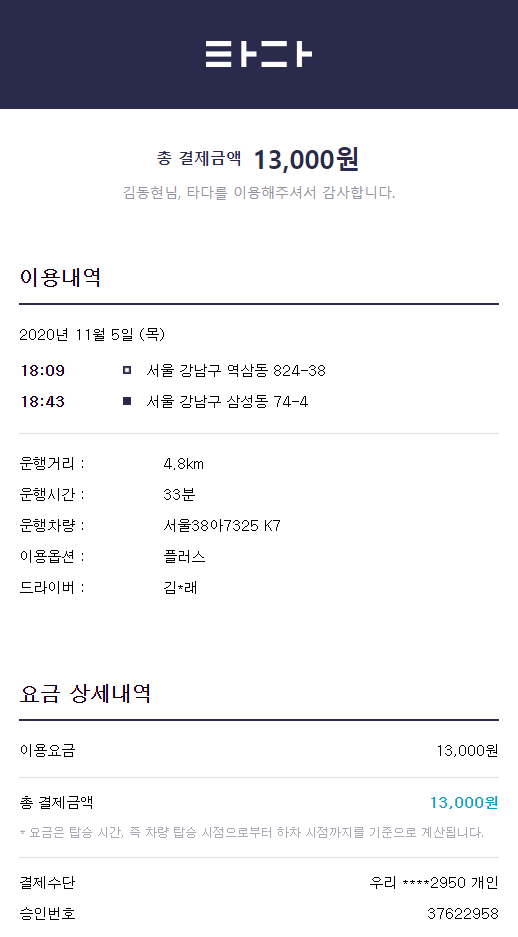 타다
총 결제금액 13,000원
김동현님, 타다를 이용해주셔서 감사합니다.
이용내역
2020년 11월 5일 (목)
18:09 서울 강남구 역삼동 824-38
18:43 서울 강남구 삼성동 74-4
운행거리 : 4.8km
운행시간 : 33분
운행차량 : 서울38아7325 K7
이용옵션 : 플러스
드라이버 : 김*래
요금 상세내역
이용요금 13,000원
총 결제금액 13,000원
* 요금은 탑승 시간, 즉 차량 탑승 시점으로부터 하차 시점까지를 기준으로 계산됩니다.
결제수단 우리 ****2950 개인
승인번호 37622958